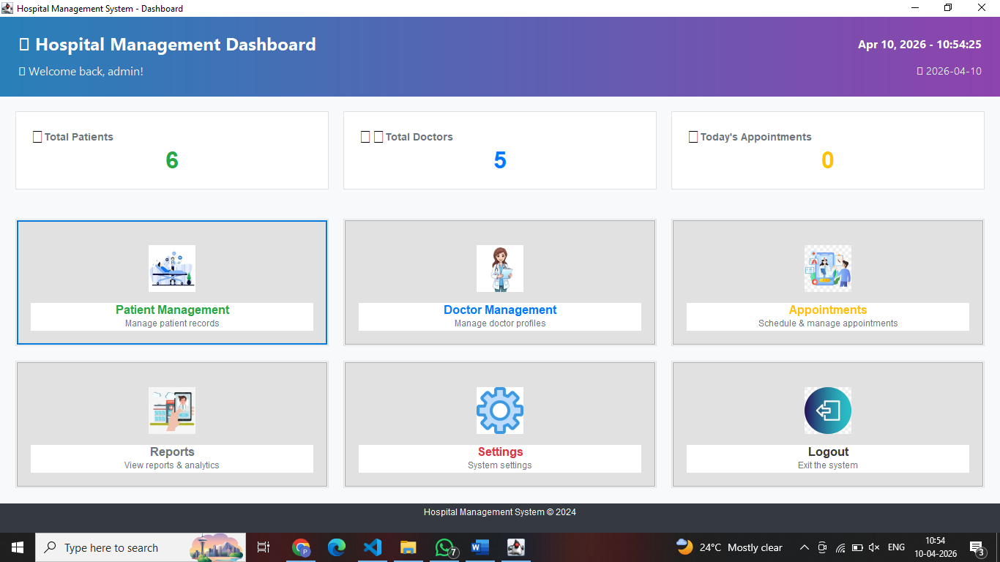 Hospital Management System - Dashboard
Hospital Management Dashboard
Apr 10, 2026 - 10:54:25
Welcome back, admin!
2026-04-10
Total Patients
Total Doctors
Today's Appointments
6
5
0
Patient Management
Manage patient records
Doctor Management
Manage doctor profiles
Appointments
Schedule & manage appointments
Reports
View reports & analytics
Settings
System settings
Logout
Exit the system
Hospital Management System © 2024
Type here to search
7
24°C Mostly clear
ENG
10:54
10-04-2026
3